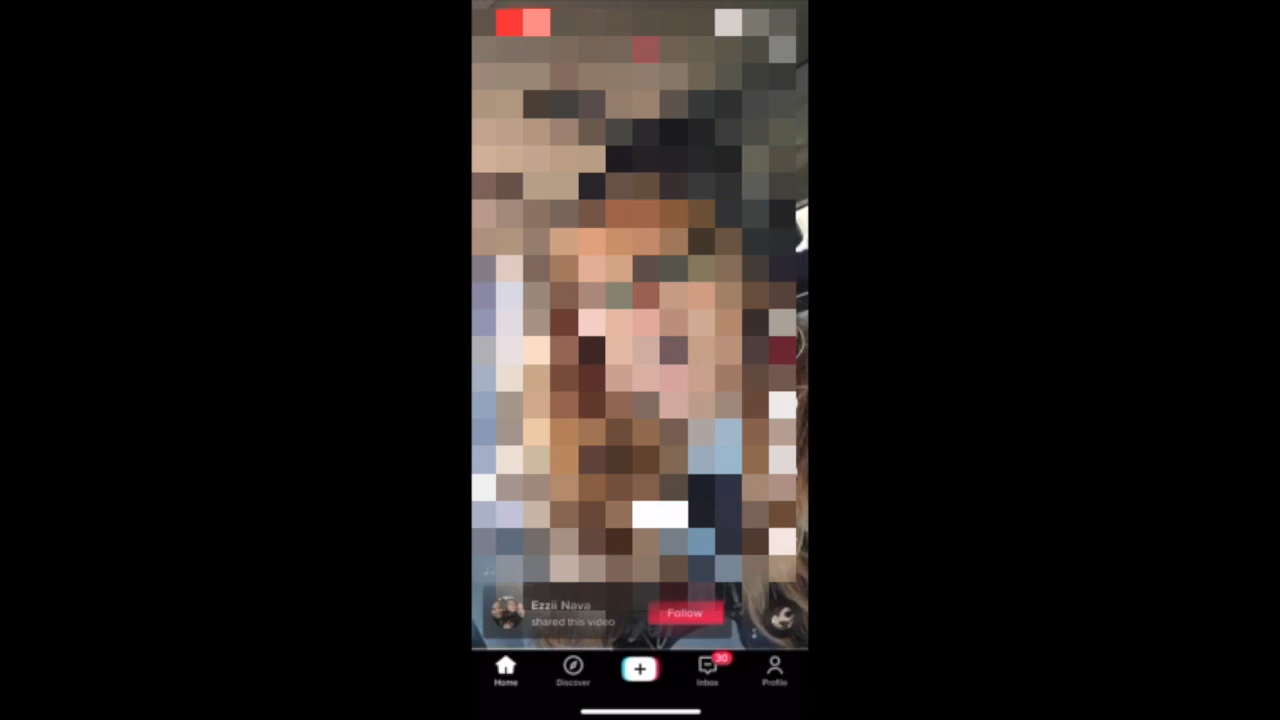 Ezzii Nava
shared this video
Follow
30
Home
Discover
Inbox
Profile